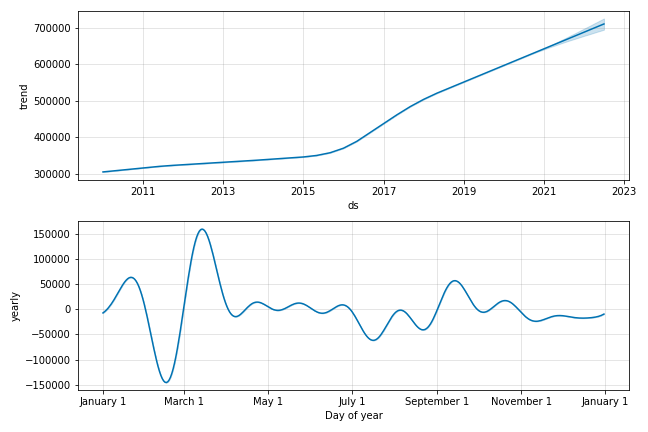 700000
600000
500000
400000
300000
trend
2011 2013 2015 2017 2019 2021 2023
ds
150000
100000
50000
0
−50000
−100000
−150000
yearly
January 1 March 1 May 1 July 1 September 1 November 1 January 1
Day of year